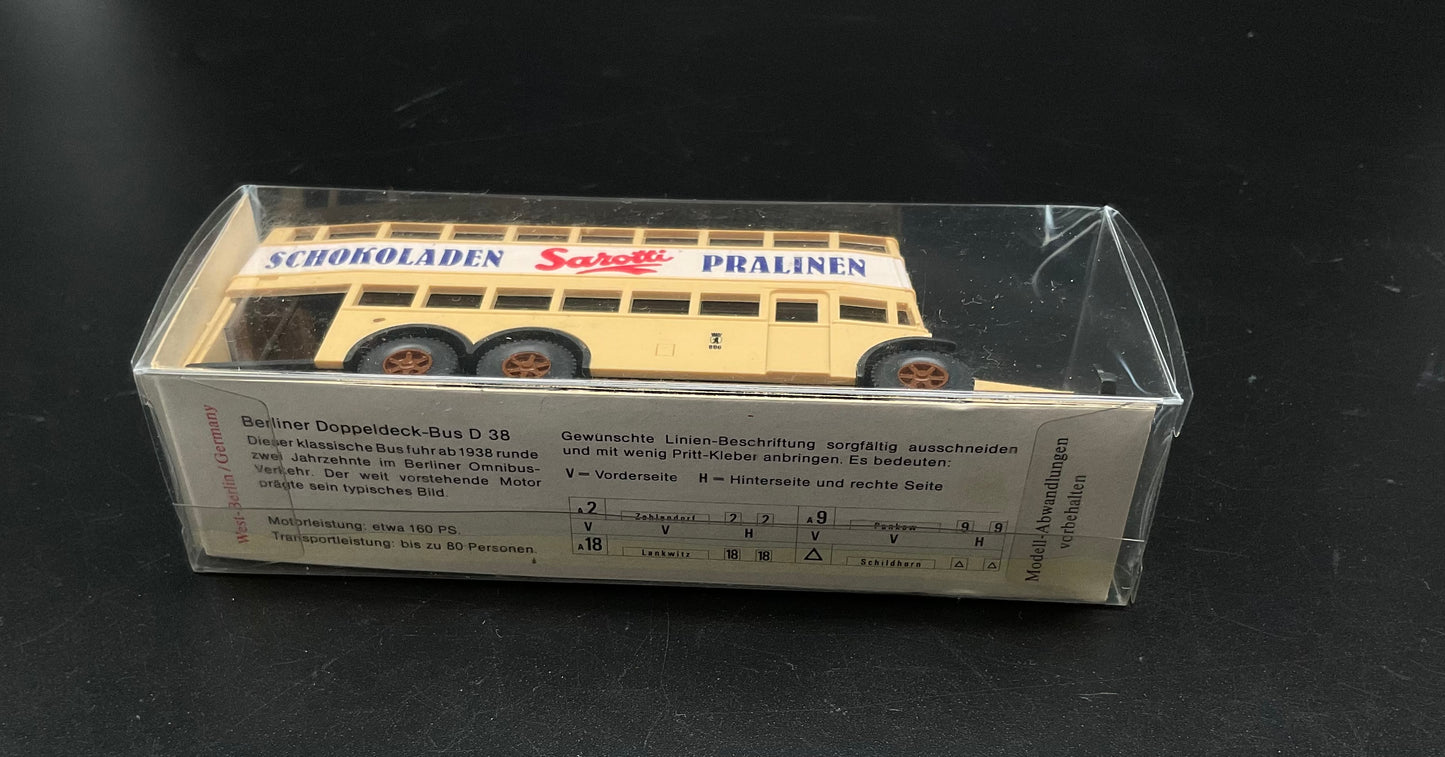 SCHOKOLADEN Sarotti PRALINEN
BBG
West-Berlin/Germany
Berliner Doppeldeck-Bus D 38
Dieser klassische Bus fuhr ab 1938 runde
zwei Jahrzehnte im Berliner Omnibus-
Verkehr. Der weit vorstehende Motor
prägte sein typisches Bild.
Motorleistung: etwa 160 PS.
Transportleistung: bis zu 80 Personen.
Gewünschte Linien-Beschriftung sorgfältig ausschneiden
und mit wenig Pritt-Kleber anbringen. Es bedeuten:
V = Vorderseite H = Hinterseite und rechte Seite
A2 Zehlendorf 2 2 A9 Pankow 9 9
V V H V V H
A18 Lankwitz 18 18 △ Schildhorn △ △
Modell-Abwandlungen
vorbehalten